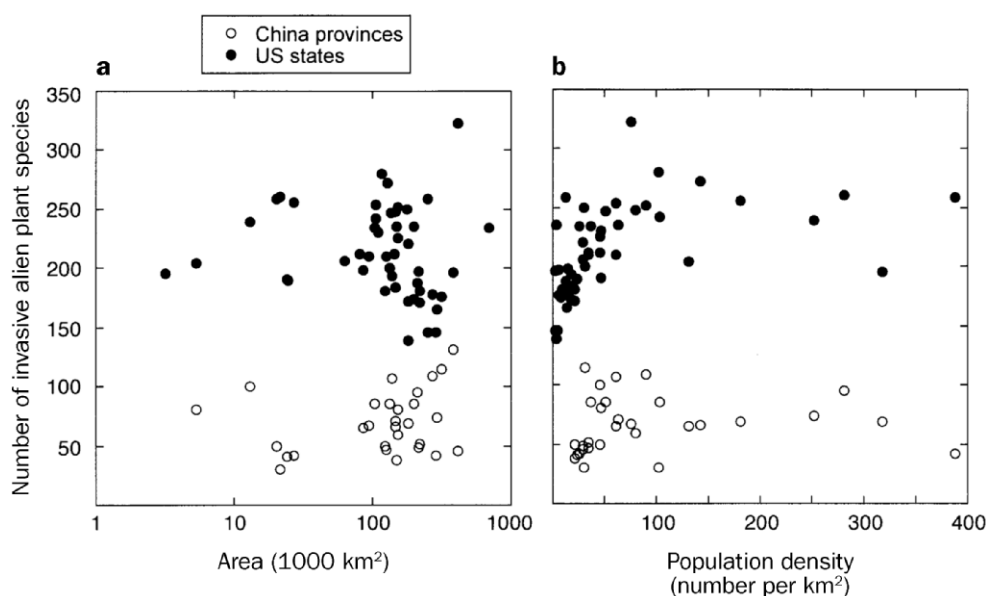 China provinces
US states
a
b
Number of invasive alien plant species
350
300
250
200
150
100
50
1
10
100
1000
Area (1000 km²)
100
200
300
400
Population density
(number per km²)